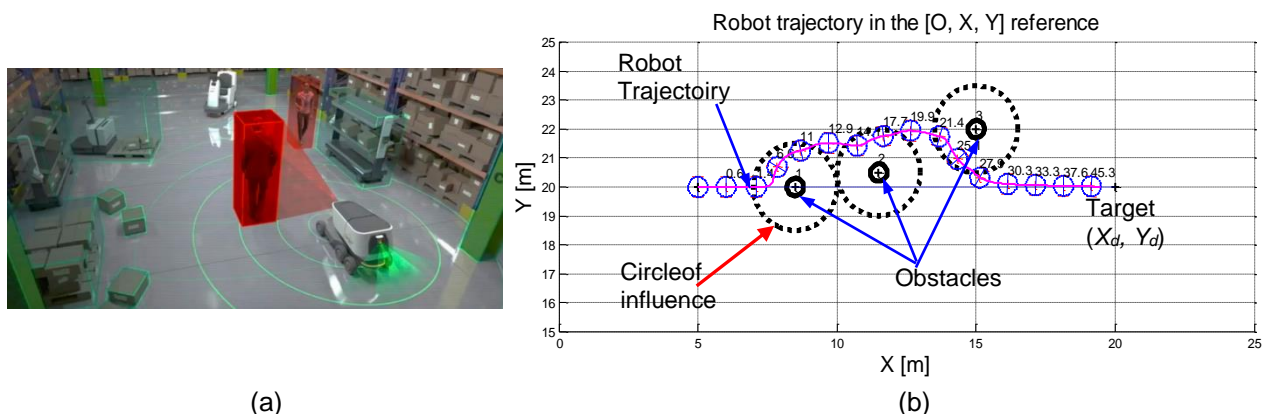 Robot trajectory in the [O, X, Y] reference
25
24
23
22
21
20
19
18
17
16
15
Y [m]
0
5
10
15
20
25
X [m]
Robot
Trajectoiry
Circleof
influence
Obstacles
Target
(Xd, Yd)
1
2
3
0.6
11
12.9
17.7
19.9
21.4
27.9
30.3
33.3
37.6
45.3
(a)
(b)